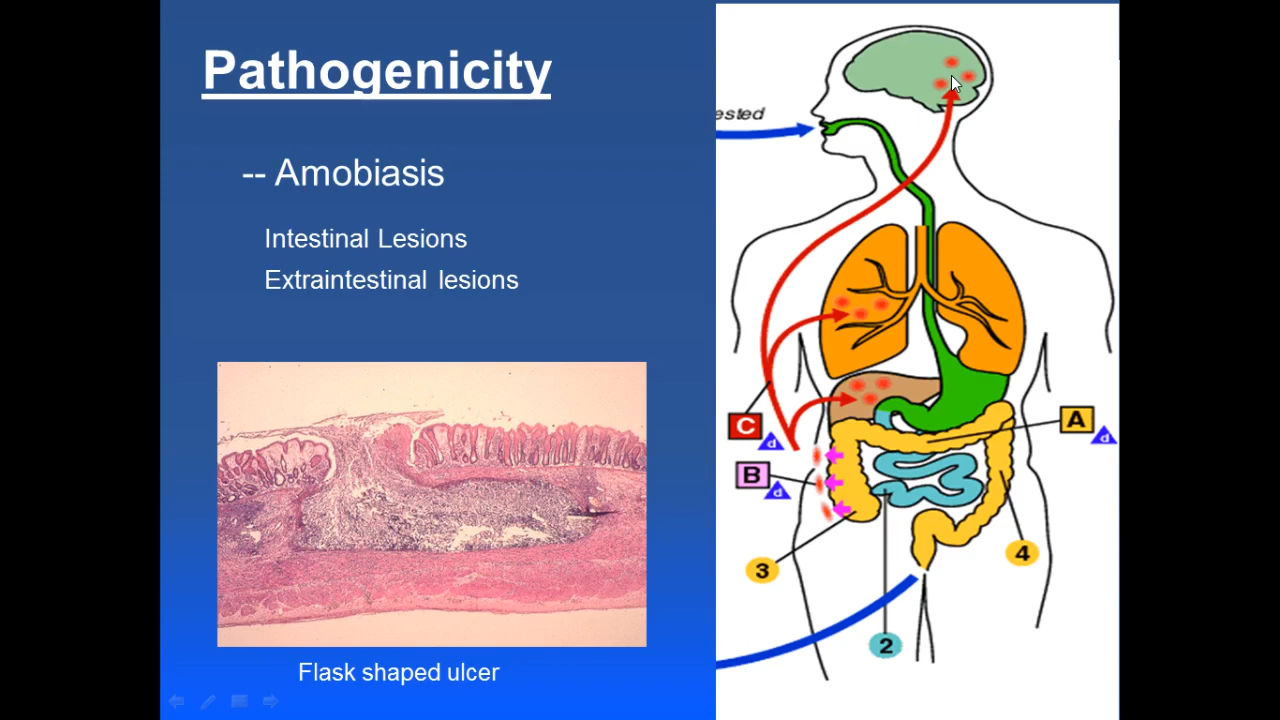 Pathogenicity
-- Amobiasis
Intestinal Lesions
Extraintestinal lesions
Flask shaped ulcer
ested
C
d
B
d
A
d
3
4
2